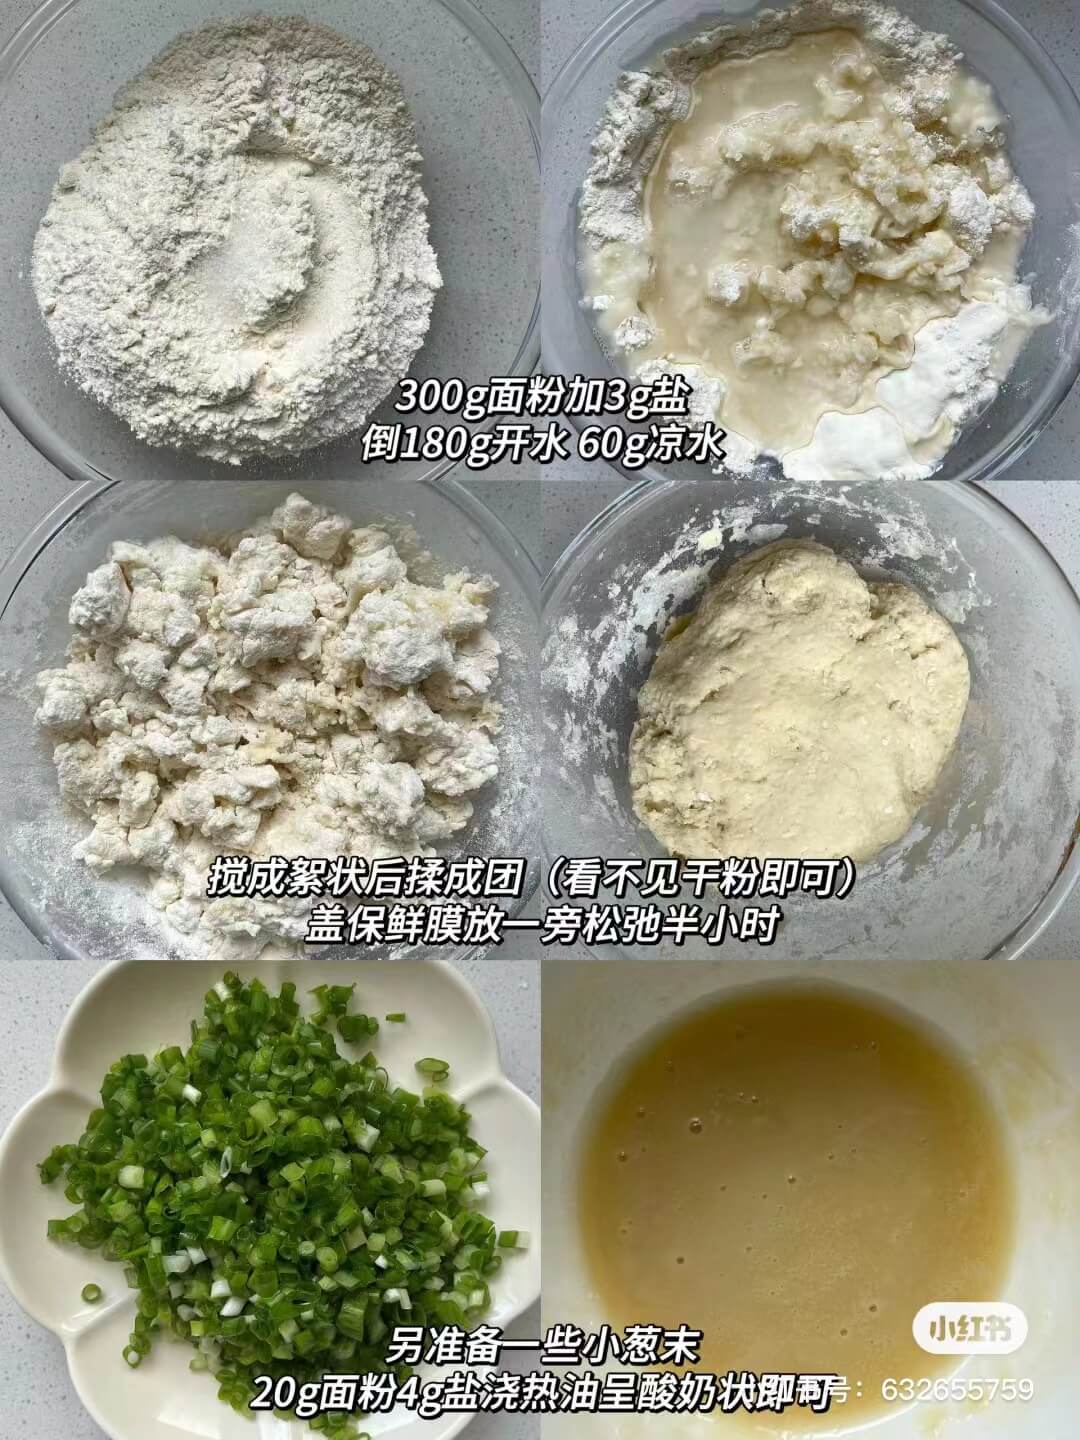 300g面粉加3g盐
倒180g开水 60g凉水
搅成絮状后揉成团（看不见干粉即可）
盖保鲜膜放一旁松弛半小时
另准备一些小葱末
20g面粉4g盐浇热油呈酸奶状即可
小红书
号：632655759